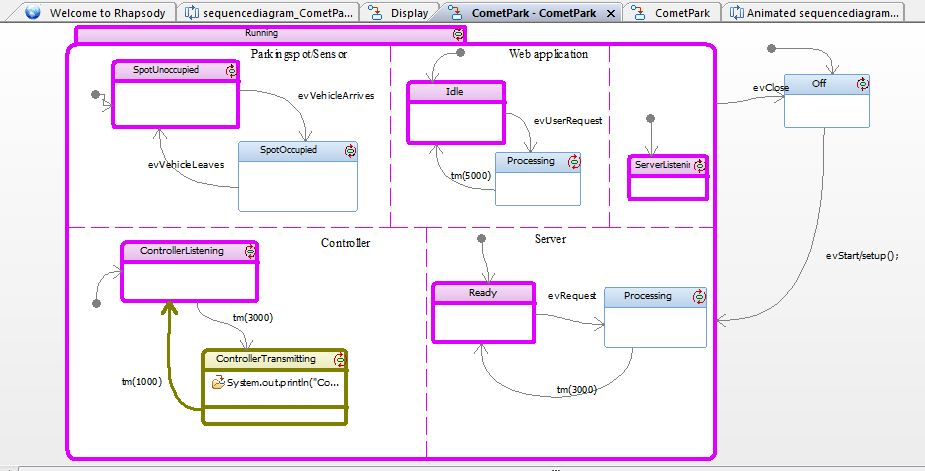 Welcome to Rhapsody
sequencediagram_CometPa...
Display
CometPark - CometPark
CometPark
Animated sequencediagram...
Running
Parkingspot/Sensor
Web application
SpotUnoccupied
evVehicleArrives
SpotOccupied
evVehicleLeaves
Idle
evUserRequest
Processing
tm(5000)
ServerListenin
evClose
Off
evStart/setup();
Controller
Server
ControllerListening
tm(3000)
ControllerTransmitting
System.out.println("Co...
tm(1000)
Ready
evRequest
Processing
tm(3000)